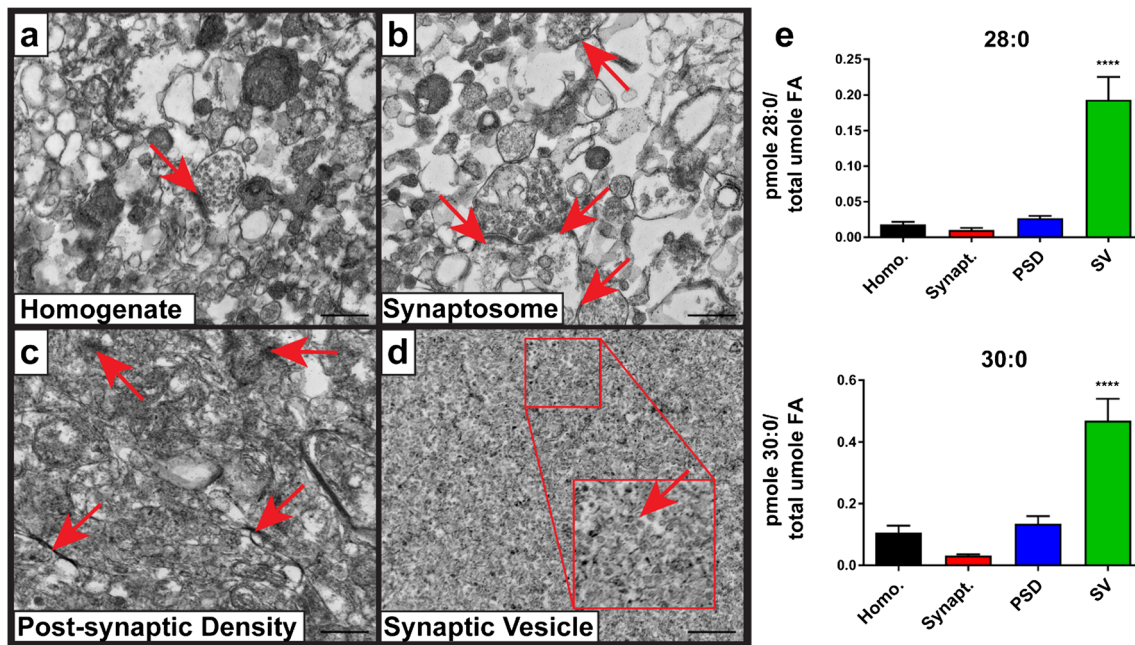 a
Homogenate
b
Synaptosome
c
Post-synaptic Density
d
Synaptic Vesicle
e
28:0
pmole 28:0/
total umole FA
0.25
0.20
0.15
0.10
0.05
0.00
****
Homo.
Synapt.
PSD
SV
30:0
pmole 30:0/
total umole FA
0.6
0.4
0.2
0.0
****
Homo.
Synapt.
PSD
SV